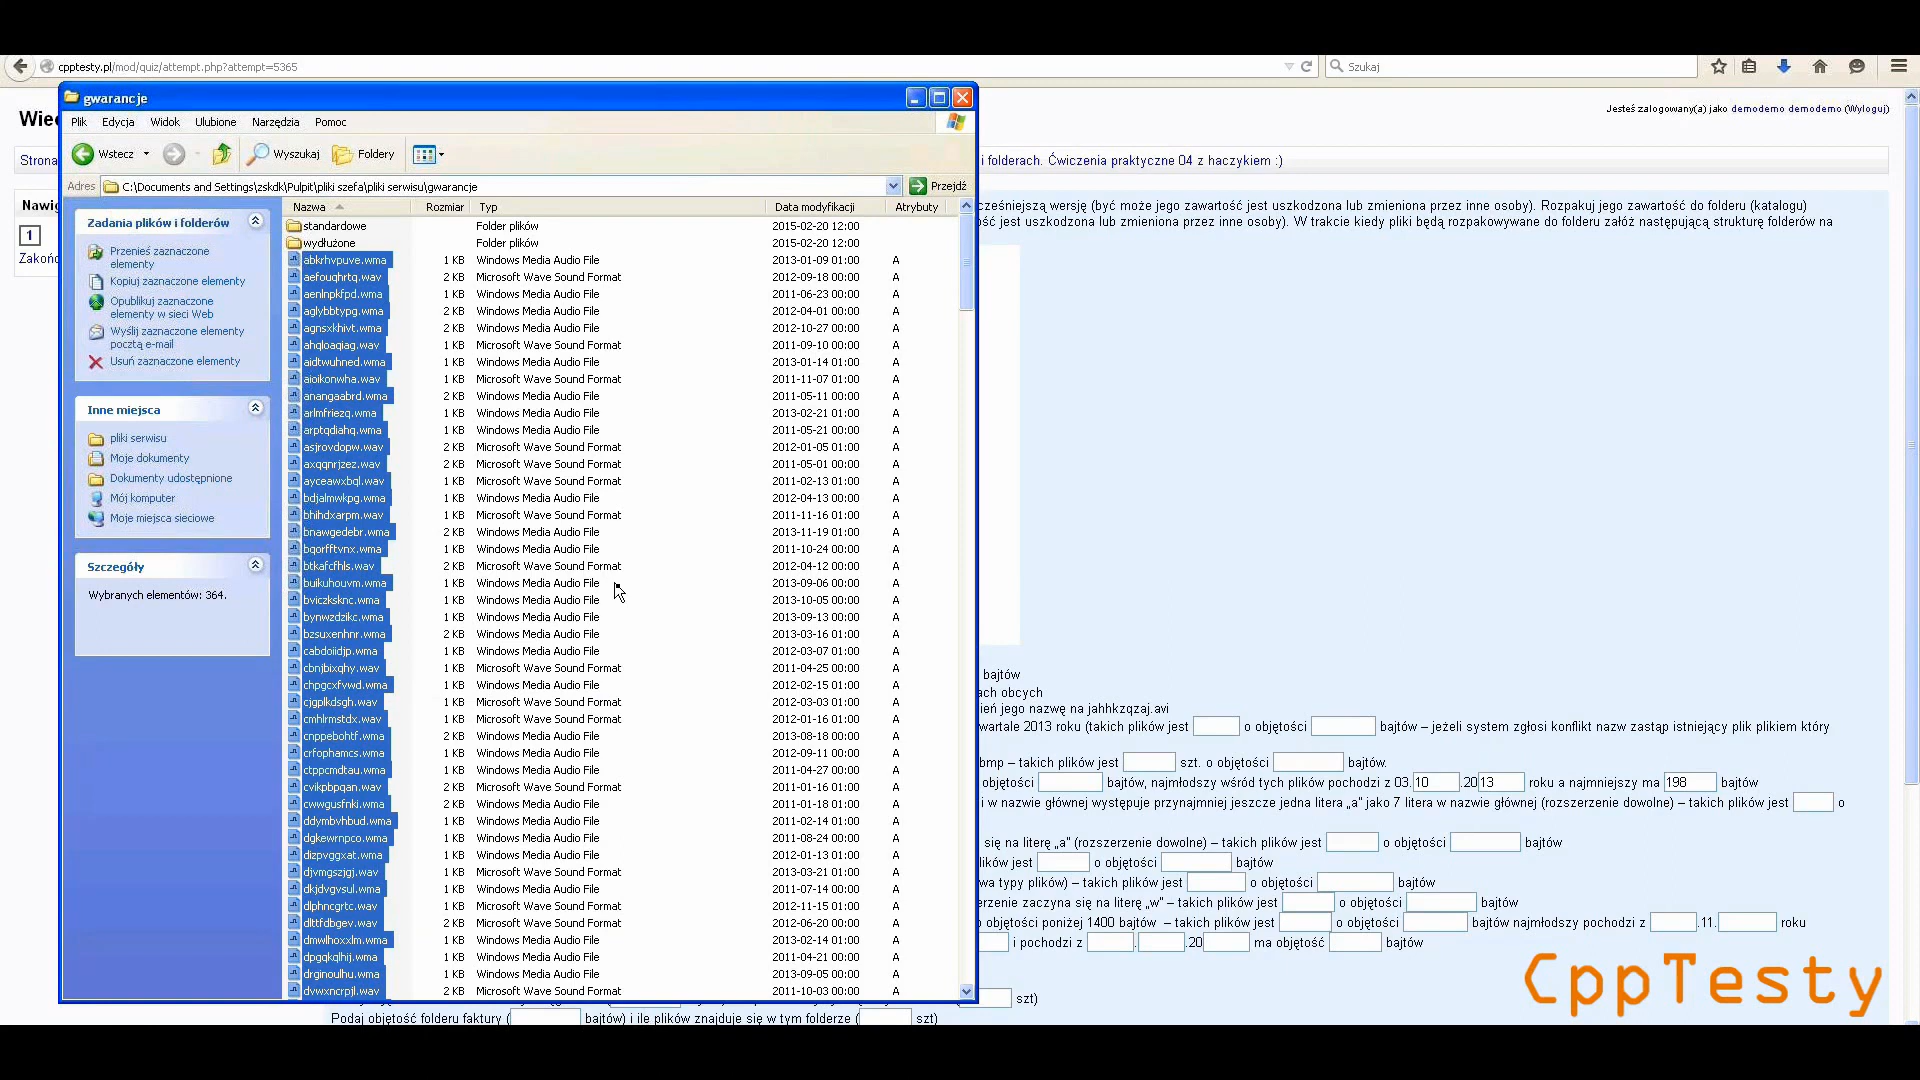 cpptesty.pl/mod/quiz/attempt.php?attempt=5365
Szukaj
Jesteś zalogowany(a) jako demodemo demodemo (Wyloguj)
gwarancje
Plik Edycja Widok Ulubione Narzędzia Pomoc
Wstecz Wyszukaj Foldery
Adres C:\Documents and Settings\zskdk\Pulpit\pliki szefa\pliki serwisu\gwarancje Przejdź
Strona
1
Zadania plików i folderów
Przenieś zaznaczone elementy
Kopiuj zaznaczone elementy
Opublikuj zaznaczone elementy w sieci Web
Wyślij zaznaczone elementy pocztą e-mail
Usuń zaznaczone elementy
Inne miejsca
pliki serwisu
Moje dokumenty
Dokumenty udostępnione
Mój komputer
Moje miejsca sieciowe
Szczegóły
Wybranych elementów: 364.
Nazwa Rozmiar Typ Data modyfikacji Atrybuty
standardowe Folder plików 2015-02-20 12:00
wydłużone Folder plików 2015-02-20 12:00
abkrhvpuve.wma 1 KB Windows Media Audio File 2013-01-09 01:00 A
aefouqhrtq.wav 2 KB Microsoft Wave Sound Format 2012-09-18 00:00 A
aenlnpkfpd.wma 1 KB Windows Media Audio File 2011-06-23 00:00 A
aglybbtypg.wma 2 KB Windows Media Audio File 2012-04-01 00:00 A
agnsxkhivt.wma 2 KB Windows Media Audio File 2012-10-27 00:00 A
ahqloaqiag.wav 1 KB Microsoft Wave Sound Format 2011-09-10 00:00 A
aidtwuhned.wma 1 KB Windows Media Audio File 2013-01-14 01:00 A
aioikonwha.wav 1 KB Microsoft Wave Sound Format 2011-11-07 01:00 A
anangaabrd.wma 2 KB Windows Media Audio File 2011-05-11 00:00 A
arlmfriezq.wma 1 KB Windows Media Audio File 2013-02-21 01:00 A
arptqdiahq.wma 1 KB Windows Media Audio File 2011-05-21 00:00 A
asjrovdopw.wav 2 KB Microsoft Wave Sound Format 2012-01-05 01:00 A
axqqnrjzez.wav 2 KB Microsoft Wave Sound Format 2011-05-01 00:00 A
ayceawxbql.wav 1 KB Microsoft Wave Sound Format 2011-02-13 01:00 A
bdjalmwkpg.wma 1 KB Windows Media Audio File 2012-04-13 00:00 A
bhihdxarpm.wav 1 KB Microsoft Wave Sound Format 2011-11-16 01:00 A
bnawgedebr.wma 2 KB Windows Media Audio File 2013-11-19 01:00 A
bqorfftvnx.wma 1 KB Windows Media Audio File 2011-10-24 00:00 A
btkafcfhls.wav 2 KB Microsoft Wave Sound Format 2012-04-12 00:00 A
buikuhouvm.wma 1 KB Windows Media Audio File 2013-09-06 00:00 A
bviczksknc.wma 1 KB Windows Media Audio File 2013-10-05 00:00 A
bynwzdzikc.wma 1 KB Windows Media Audio File 2013-09-13 00:00 A
bzsuxenhnr.wma 2 KB Windows Media Audio File 2013-03-16 01:00 A
cabdoiidjp.wma 1 KB Windows Media Audio File 2012-03-07 01:00 A
cbnjbixqhy.wav 1 KB Microsoft Wave Sound Format 2011-04-25 00:00 A
chpgcxfvwd.wma 1 KB Windows Media Audio File 2012-02-15 01:00 A
cjgplkdsgh.wav 1 KB Microsoft Wave Sound Format 2012-03-03 01:00 A
cmhlrmstdx.wav 1 KB Microsoft Wave Sound Format 2012-01-16 01:00 A
cnppebohtf.wma 2 KB Windows Media Audio File 2013-08-18 00:00 A
crfophamcs.wma 1 KB Windows Media Audio File 2012-09-11 00:00 A
ctppcmdtau.wma 1 KB Windows Media Audio File 2011-04-27 00:00 A
cvikpbpqan.wav 2 KB Microsoft Wave Sound Format 2011-01-16 01:00 A
cwwgusfnki.wma 2 KB Windows Media Audio File 2011-01-18 01:00 A
ddymbvhbud.wma 1 KB Windows Media Audio File 2011-02-14 01:00 A
dgkewrnpco.wma 1 KB Windows Media Audio File 2011-08-24 00:00 A
dizpvggxat.wma 1 KB Windows Media Audio File 2012-01-13 01:00 A
djvmgszjgj.wav 1 KB Microsoft Wave Sound Format 2013-03-21 01:00 A
dkjdvgvsul.wma 1 KB Windows Media Audio File 2011-07-14 00:00 A
dlphncgrtc.wav 1 KB Microsoft Wave Sound Format 2012-11-15 01:00 A
dlttfdbgev.wav 2 KB Microsoft Wave Sound Format 2012-06-20 00:00 A
dmwlhoxxlm.wma 1 KB Windows Media Audio File 2013-02-14 01:00 A
dpgqkqlhij.wma 1 KB Windows Media Audio File 2011-04-21 00:00 A
drginoulhu.wma 1 KB Windows Media Audio File 2013-09-05 00:00 A
dvwxncrpjl.wav 2 KB Microsoft Wave Sound Format 2011-10-03 00:00 A
i folderach. Ćwiczenia praktyczne 04 z haczykiem :)
cześniejszą wersję (być może jego zawartość jest uszkodzona lub zmieniona przez inne osoby). Rozpakuj jego zawartość do folderu (katalogu)
ść jest uszkodzona lub zmieniona przez inne osoby). W trakcie kiedy pliki będą rozpakowywane do folderu załóż następującą strukturę folderów na
bajtów
ach obcych
ień jego nazwę na jahhkzqzaj.avi
wartale 2013 roku (takich plików jest o objętości bajtów – jeżeli system zgłosi konflikt nazw zastąp istniejący plik plikiem który
bmp – takich plików jest szt. o objętości bajtów.
objętości bajtów, najmłodszy wśród tych plików pochodzi z 03. 10 .20 13 roku a najmniejszy ma 198 bajtów
i w nazwie głównej występuje przynajmniej jeszcze jedna litera „a” jako 7 litera w nazwie głównej (rozszerzenie dowolne) – takich plików jest o
się na literę „a” (rozszerzenie dowolne) – takich plików jest o objętości bajtów
lików jest o objętości bajtów
wa typy plików) – takich plików jest o objętości bajtów
erzenie zaczyna się na literę „w” – takich plików jest o objętości bajtów
o objętości poniżej 1400 bajtów – takich plików jest o objętości bajtów najmłodszy pochodzi z .11. roku
i pochodzi z . .20 ma objętość bajtów
szt)
Podaj objętość folderu faktury ( bajtów) i ile plików znajduje się w tym folderze ( szt)
CppTesty